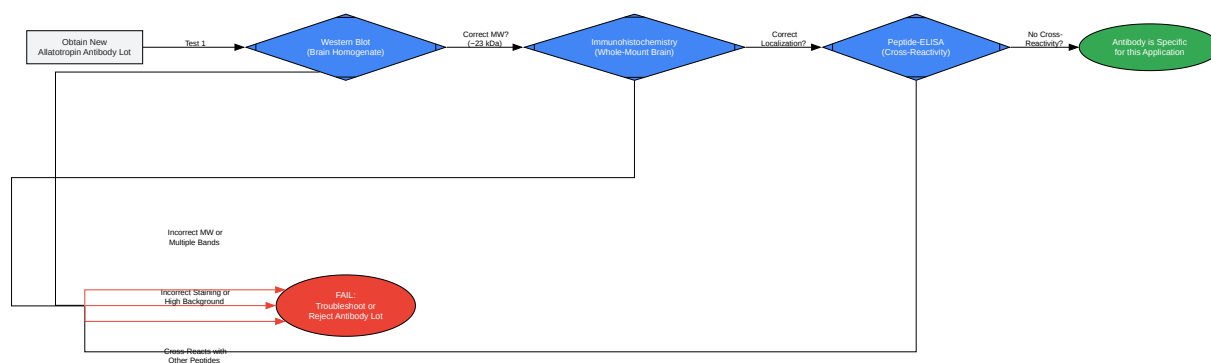 Obtain New
Allatotropin Antibody Lot
Test 1
Western Blot
(Brain Homogenate)
Correct MW?
(~23 kDa)
Immunohistochemistry
(Whole-Mount Brain)
Correct
Localization?
Peptide-ELISA
(Cross-Reactivity)
No Cross-
Reactivity?
Antibody is Specific
for this Application
Incorrect MW or
Multiple Bands
Incorrect Staining or
High Background
FAIL:
Troubleshoot or
Reject Antibody Lot
Cross-Reacts with
Other Peptides